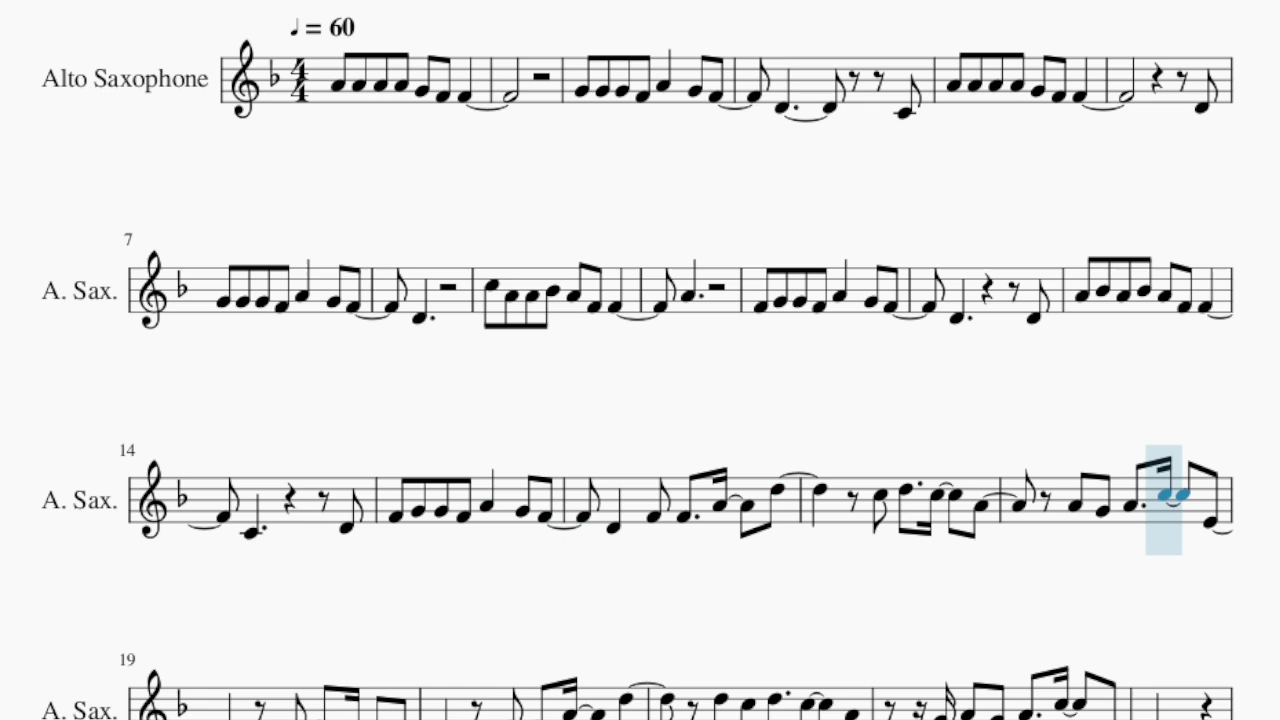 ♩ = 60
Alto Saxophone
4
4
7
A. Sax.
14
A. Sax.
19
A. Sax.